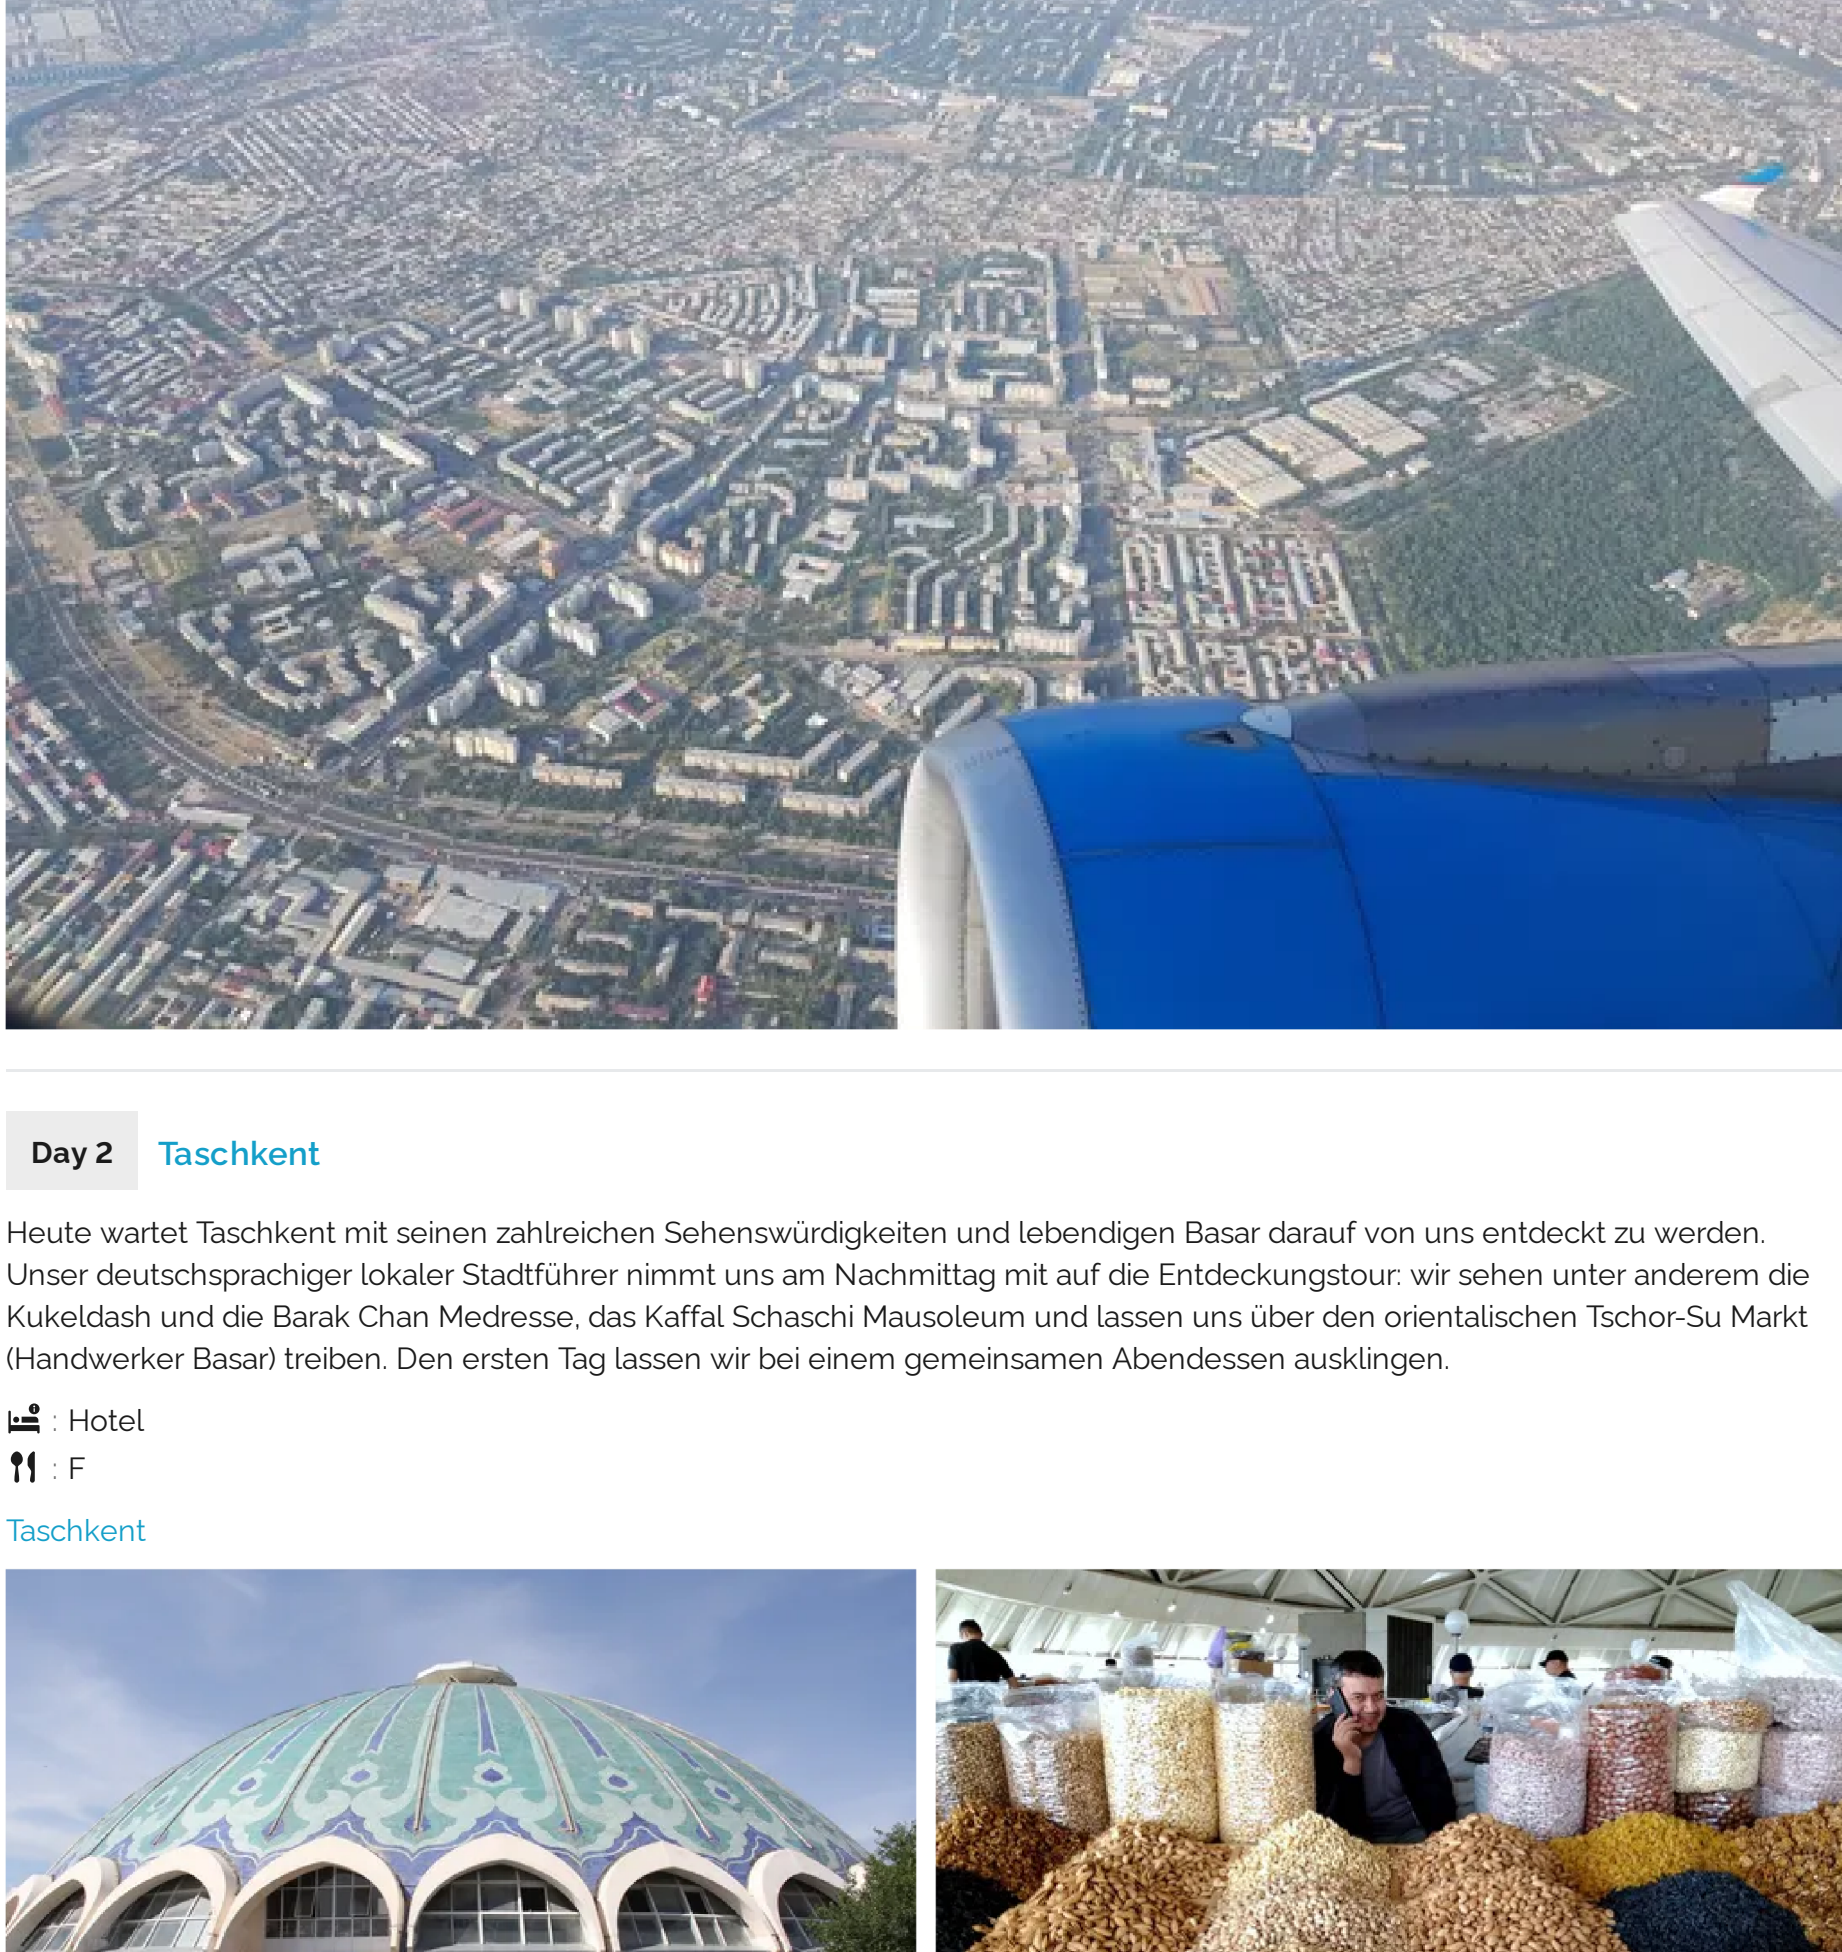 Day 2 Taschkent
Heute wartet Taschkent mit seinen zahlreichen Sehenswürdigkeiten und lebendigen Basar darauf von uns entdeckt zu werden.
Unser deutschsprachiger lokaler Stadtführer nimmt uns am Nachmittag mit auf die Entdeckungstour: wir sehen unter anderem die
Kukeldash und die Barak Chan Medresse, das Kaffal Schaschi Mausoleum und lassen uns über den orientalischen Tschor-Su Markt
(Handwerker Basar) treiben. Den ersten Tag lassen wir bei einem gemeinsamen Abendessen ausklingen.
: Hotel
: F
Taschkent